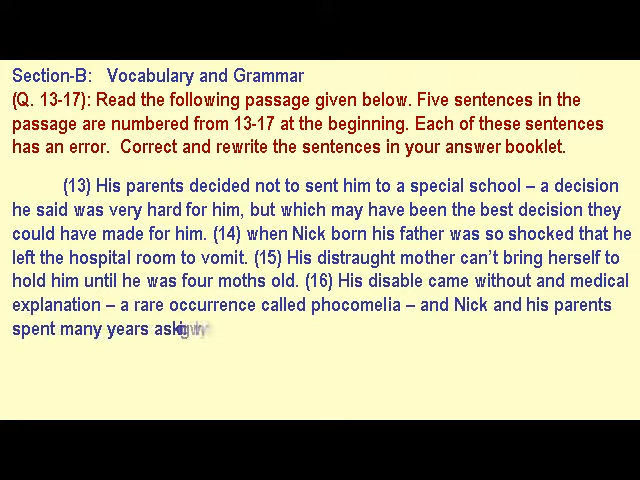 Section-B: Vocabulary and Grammar
(Q. 13-17): Read the following passage given below. Five sentences in the
passage are numbered from 13-17 at the beginning. Each of these sentences
has an error. Correct and rewrite the sentences in your answer booklet.
(13) His parents decided not to sent him to a special school – a decision
he said was very hard for him, but which may have been the best decision they
could have made for him. (14) when Nick born his father was so shocked that he
left the hospital room to vomit. (15) His distraught mother can't bring herself to
hold him until he was four moths old. (16) His disable came without and medical
explanation – a rare occurrence called phocomelia – and Nick and his parents
spent many years